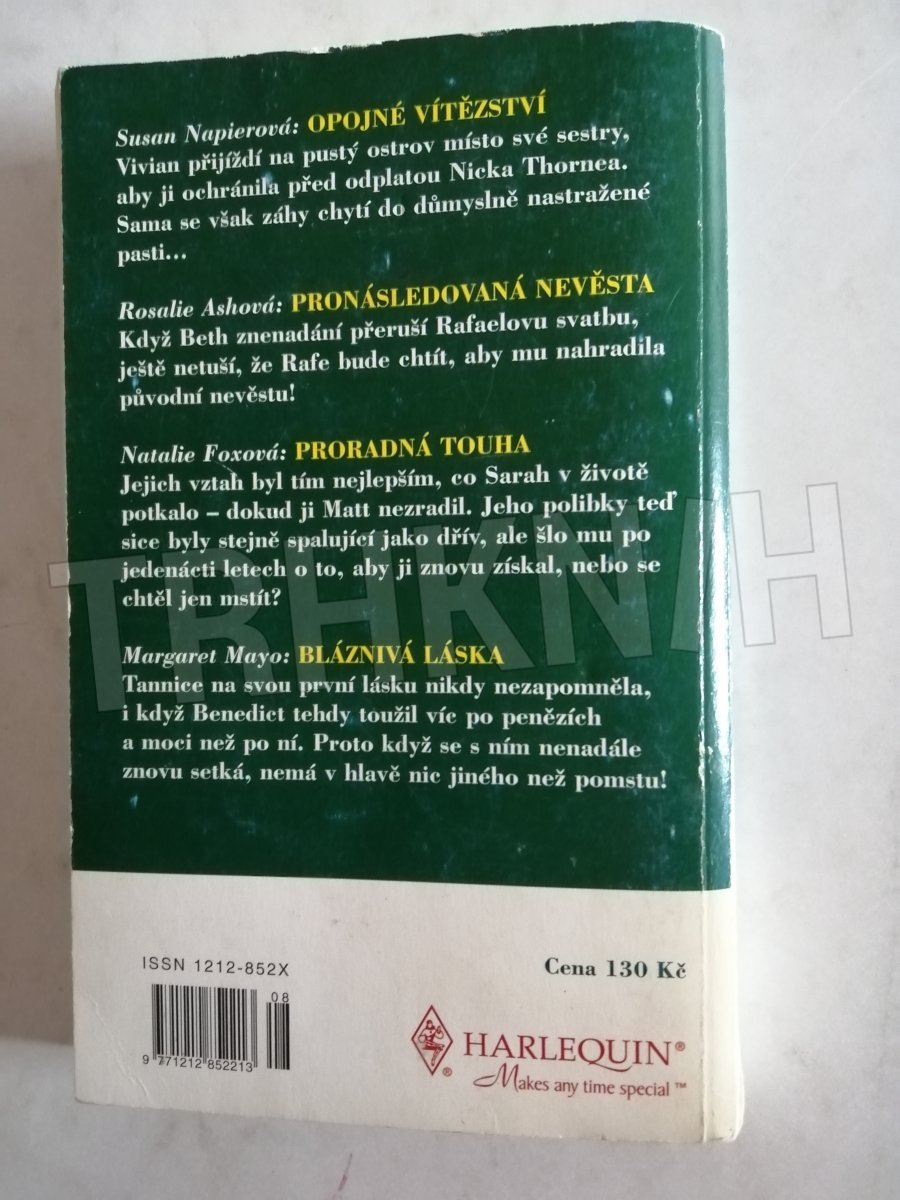 Susan Napierová: OPOJNÉ VÍTĚZSTVÍ
Vivian přijíždí na pustý ostrov místo své sestry,
aby ji ochránila před odplatou Nicka Thornea.
Sama se však záhy chytí do důmyslně nastražené
pasti...
Rosalie Ashová: PRONÁSLEDOVANÁ NEVĚSTA
Když Beth znenadání přeruší Rafaelovu svatbu,
ještě netuší, že Rafe bude chtít, aby mu nahradila
původní nevěstu!
Natalie Foxová: PRORADNÁ TOUHA
Jejich vztah byl tím nejlepším, co Sarah v životě
potkalo – dokud ji Matt nezradil. Jeho polibky teď
sice byly stejně spalující jako dřív, ale šlo mu po
jedenácti letech o to, aby ji znovu získal, nebo se
chtěl jen mstít?
TRHKNIH
Margaret Mayo: BLÁZNIVÁ LÁSKA
Tannice na svou první lásku nikdy nezapomněla,
i když Benedict tehdy toužil víc po penězích
a moci než po ní. Proto když se s ním nenadále
znovu setká, nemá v hlavě nic jiného než pomstu!
ISSN 1212-852X
08
9 771212 852213
Cena 130 Kč
HARLEQUIN®
Makes any time special™